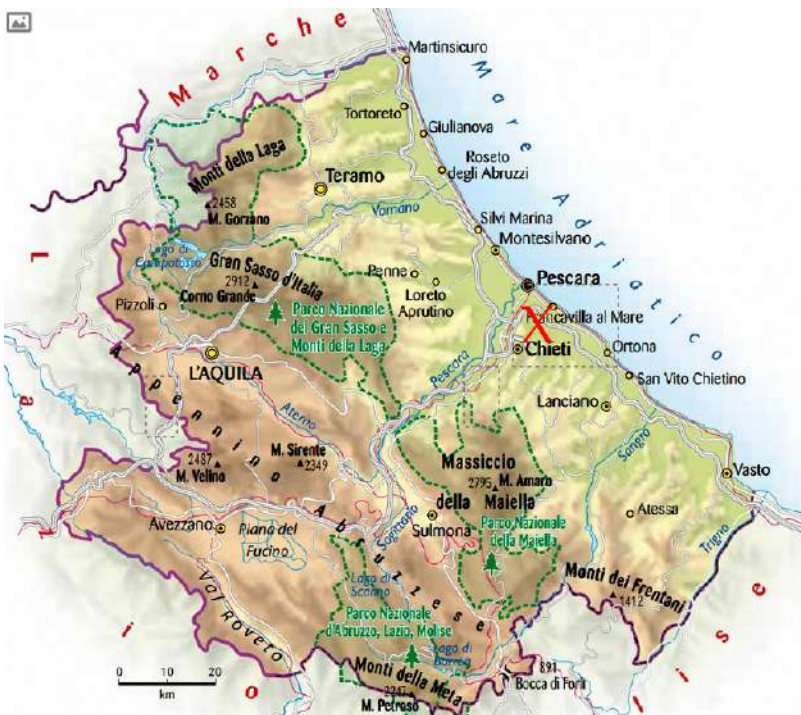 Marche
Martinsicuro
Tortoreto
Giulianova
Mare Adriatico
Monti della Laga
Teramo
Roseto
degli Abruzzi
2458
M. Gorzano
Vomano
Silvi Marina
Montesilvano
Lago di
Campotosto
Gran Sasso d'Italia
2912
Corno Grande
Penne
Loreto
Aprutino
Pescara
Pizzoli
Parco Nazionale
del Gran Sasso e
Monti della Laga
X
ancavilla al Mare
Chieti
Ortona
L'AQUILA
Pescara
San Vito Chietino
Lanciano
Appennino Abruzzese
Aterno
M. Sirente
2349
2487
M. Velino
Massiccio
della Maiella
2795
M. Amaro
Sangro
Vasto
Atessa
Avezzano
Piana del
Fucino
Sagittario
Sulmona
Parco Nazionale
della Maiella
Trigno
Lazio
Val Roveto
Lago di
Scanno
Monti dei Frentani
1412
Parco Nazionale
d'Abruzzo, Lazio, Molise
Lago di
Barrea
Monti della Meta
2247
M. Petroso
891
Bocca di Forlì
lise
0 10 20
km